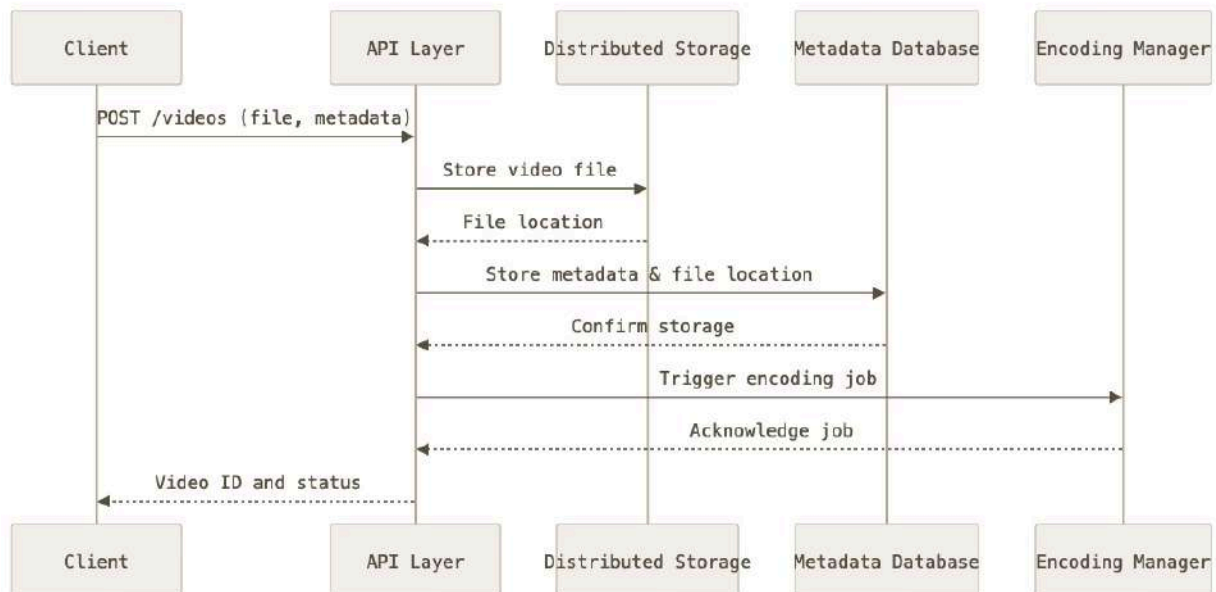 Client
API Layer
Distributed Storage
Metadata Database
Encoding Manager
POST /videos (file, metadata)
Store video file
File location
Store metadata & file location
Confirm storage
Trigger encoding job
Acknowledge job
Video ID and status
Client
API Layer
Distributed Storage
Metadata Database
Encoding Manager